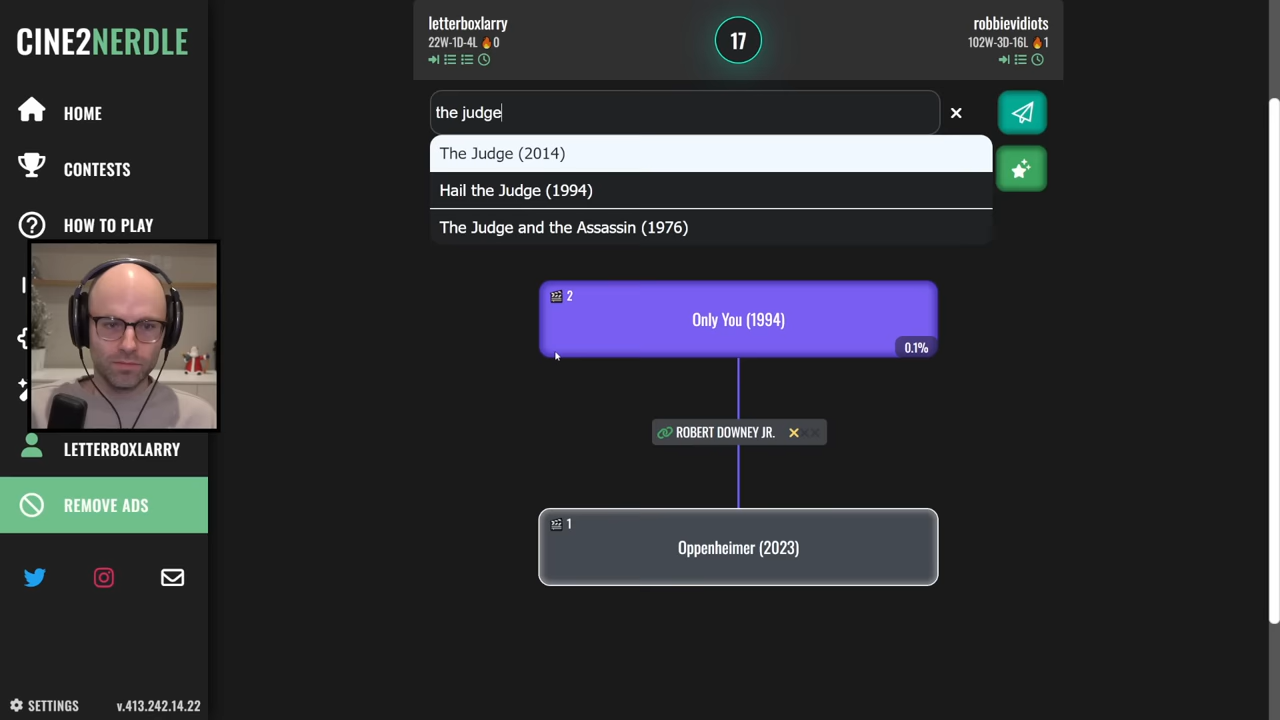 CINE2NERDLE
HOME
CONTESTS
HOW TO PLAY
LETTERBOXLARRY
REMOVE ADS
SETTINGS
v.413.242.14.22
letterboxlarry
22W-1D-4L 🔥0
17
robbievidiots
102W-3D-16L 🔥1
the judge
The Judge (2014)
Hail the Judge (1994)
The Judge and the Assassin (1976)
2
Only You (1994)
0.1%
ROBERT DOWNEY JR.
1
Oppenheimer (2023)